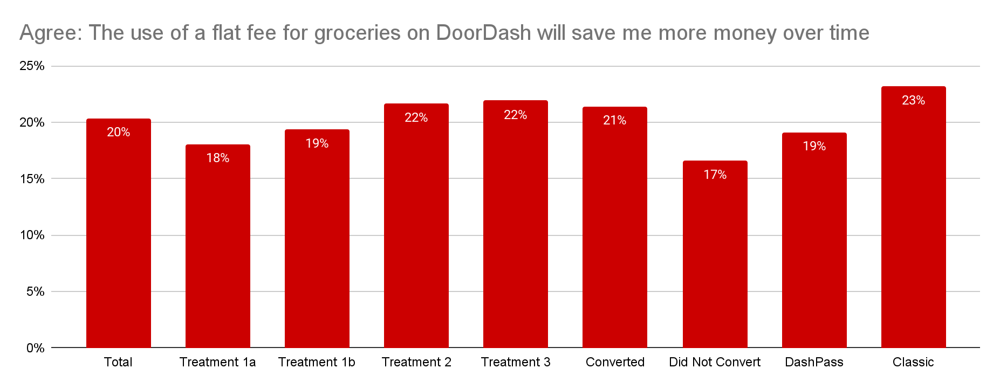 Agree: The use of a flat fee for groceries on DoorDash will save me more money over time
25%
20%
15%
10%
5%
0%
20%
18%
19%
22%
22%
21%
17%
19%
23%
Total
Treatment 1a
Treatment 1b
Treatment 2
Treatment 3
Converted
Did Not Convert
DashPass
Classic